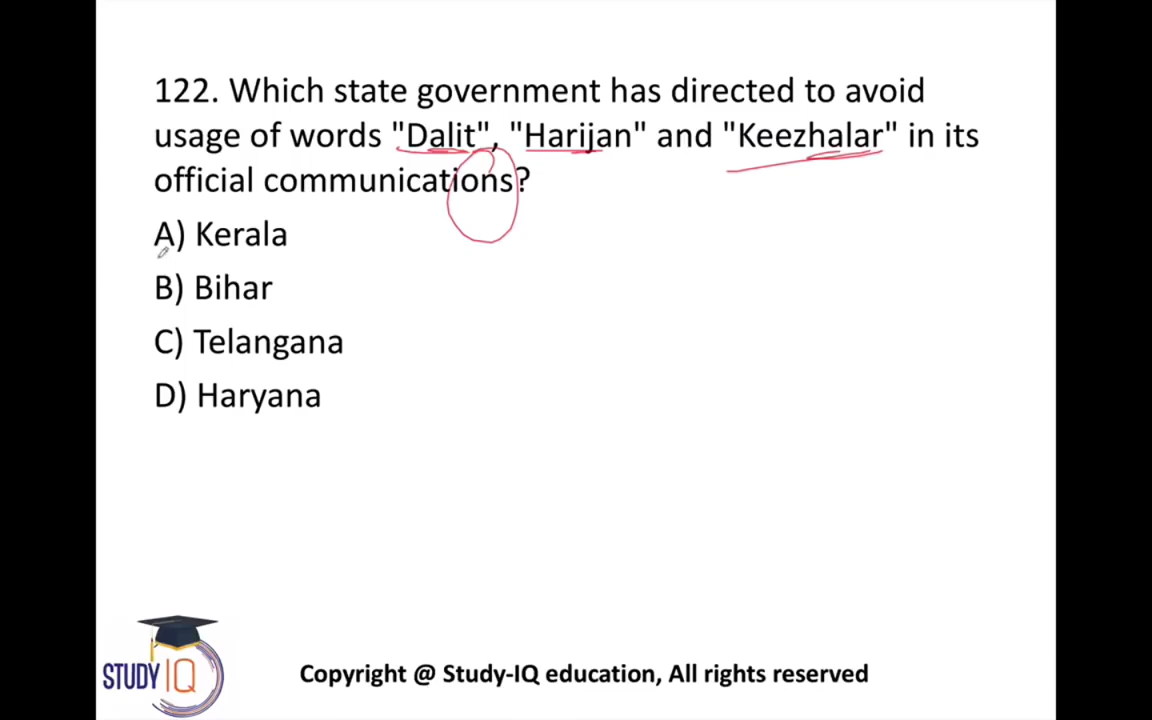 122. Which state government has directed to avoid
usage of words "Dalit", "Harijan" and "Keezhalar" in its
official communications?
A) Kerala
B) Bihar
C) Telangana
D) Haryana
STUDY IQ
Copyright @ Study-IQ education, All rights reserved